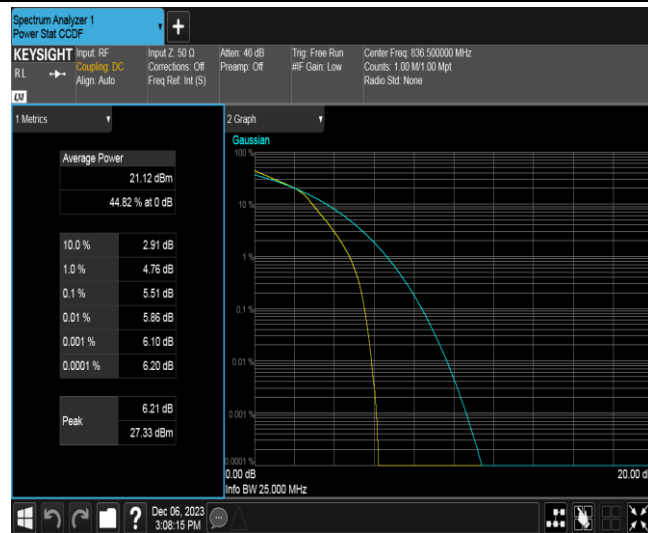 Spectrum Analyzer 1
Power Stat CCDF
+
KEYSIGHT
RL
LXI
Input: RF
Coupling: DC
Align: Auto
Input Z: 50 Ω
Corrections: Off
Freq Ref: Int (S)
Atten: 46 dB
Preamp: Off
Trig: Free Run
#IF Gain: Low
Center Freq: 836.500000 MHz
Counts: 1.00 M/1.00 Mpt
Radio Std: None
1 Metrics
Average Power
21.12 dBm
44.82 % at 0 dB
10.0 % 2.91 dB
1.0 % 4.76 dB
0.1 % 5.51 dB
0.01 % 5.86 dB
0.001 % 6.10 dB
0.0001 % 6.20 dB
Peak
6.21 dB
27.33 dBm
2 Graph
Gaussian
100 %
10 %
1 %
0.1 %
0.01 %
0.001 %
0.0001 %
0.00 dB
20.00 d
Info BW 25.000 MHz
?
Dec 06, 2023
3:08:15 PM